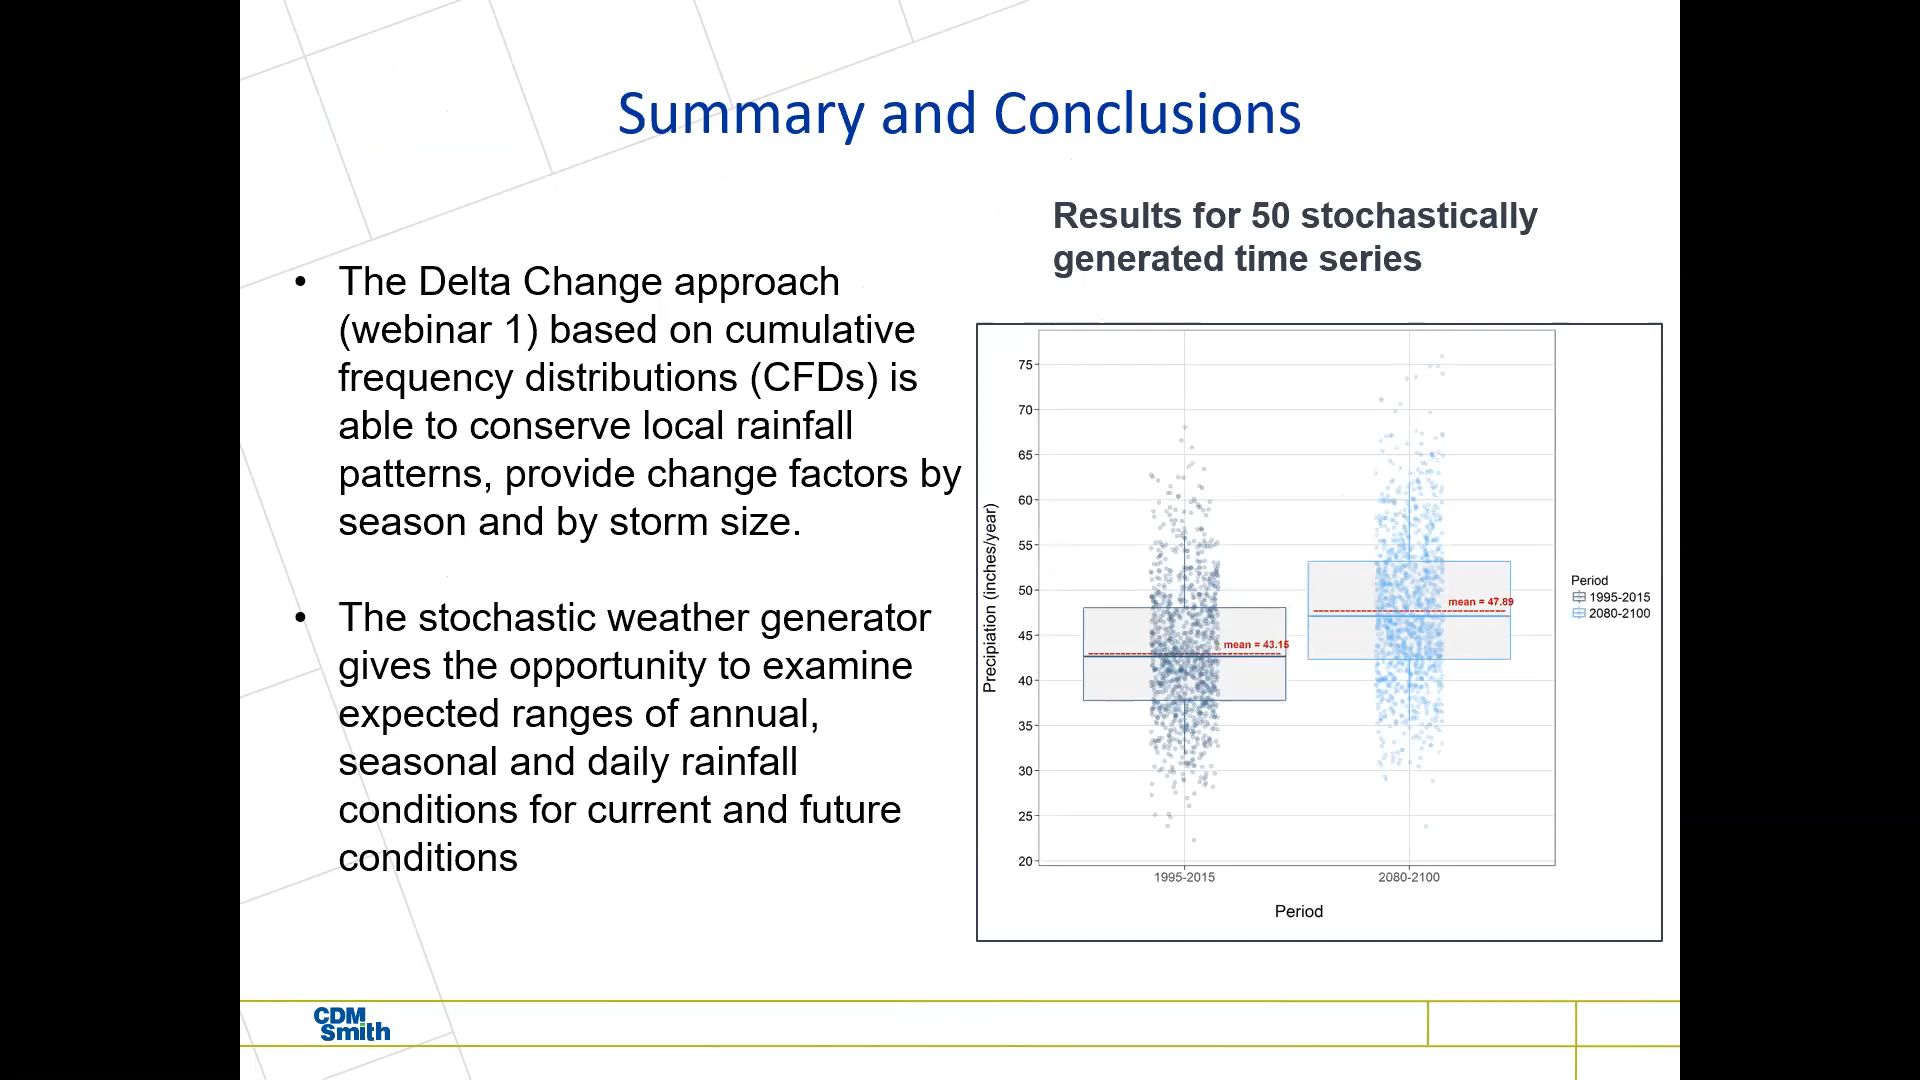 Summary and Conclusions
Results for 50 stochastically
generated time series
• The Delta Change approach
(webinar 1) based on cumulative
frequency distributions (CFDs) is
able to conserve local rainfall
patterns, provide change factors by
season and by storm size.
• The stochastic weather generator
gives the opportunity to examine
expected ranges of annual,
seasonal and daily rainfall
conditions for current and future
conditions
Precipiation (inches/year)
75
70
65
60
55
50
45
40
35
30
25
20
mean = 43.15
mean = 47.89
1995-2015
2080-2100
Period
Period
1995-2015
2080-2100
CDM
Smith